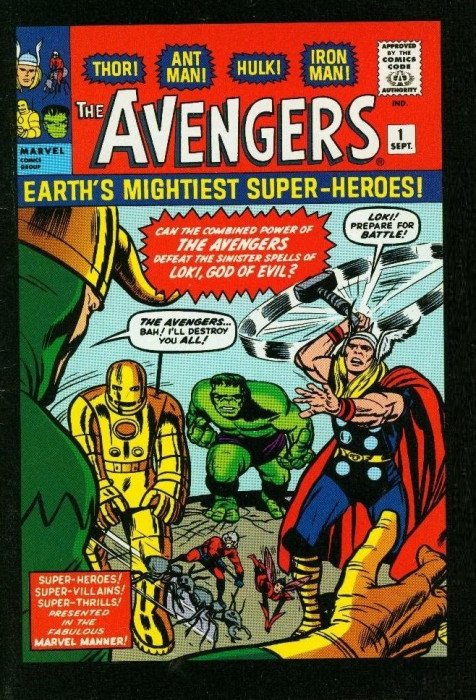 THOR!
ANT
MAN!
HULK!
IRON
MAN!
APPROVED
BY THE
COMICS
CODE
AUTHORITY
IND.
MARVEL
COMICS
GROUP
THE AVENGERS
®
1
SEPT.
EARTH'S MIGHTIEST SUPER-HEROES!
CAN THE COMBINED POWER OF
THE AVENGERS
DEFEAT THE SINISTER SPELLS OF
LOKI, GOD OF EVIL?
LOKI!
PREPARE FOR
BATTLE!
THE AVENGERS...
BAH! I'LL DESTROY
YOU ALL!
SUPER-HEROES!
SUPER-VILLAINS!
SUPER-THRILLS!
PRESENTED
IN THE
FABULOUS
MARVEL MANNER!